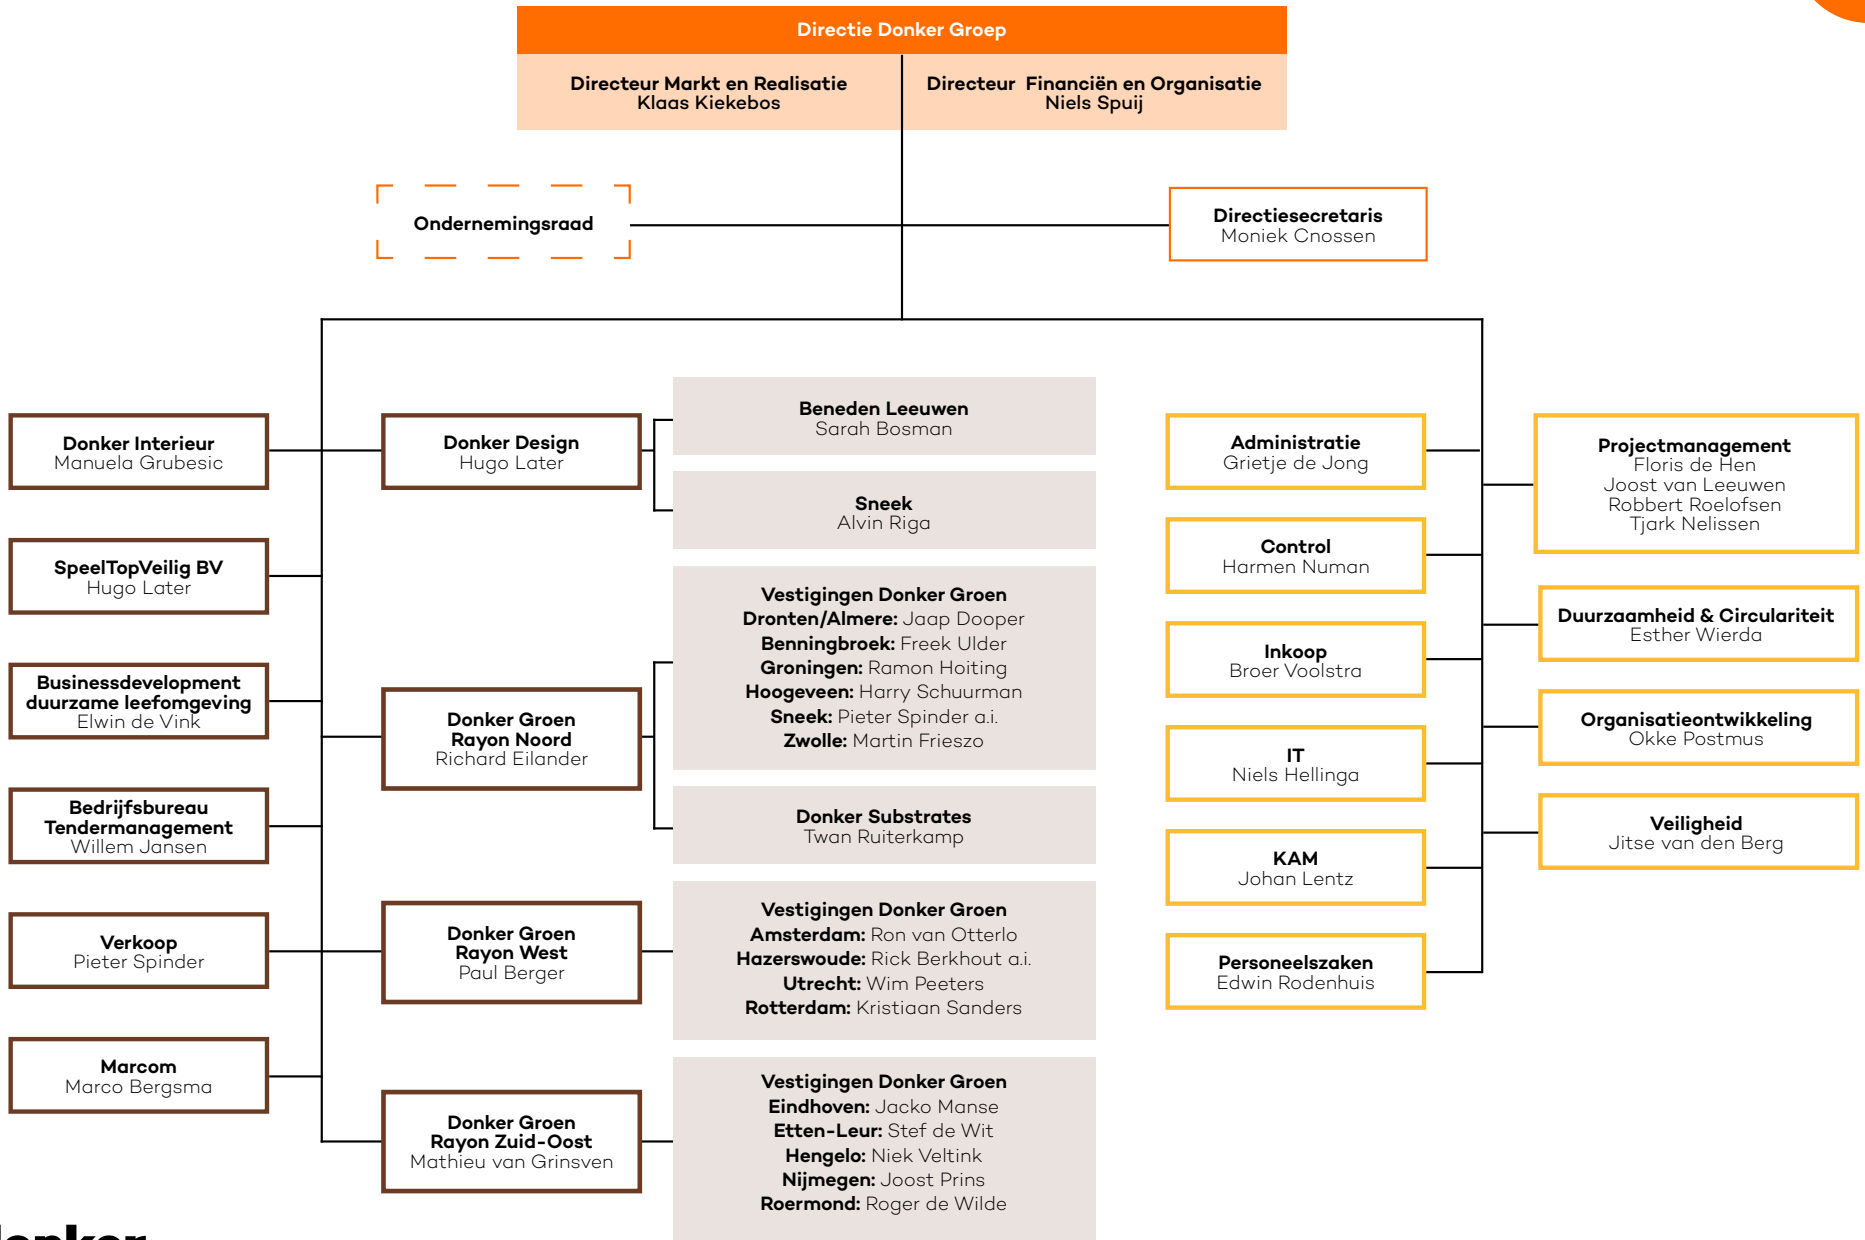 Directie Donker Groep
Directeur Markt en Realisatie
Klaas Kiekebos
Directeur Financiën en Organisatie
Niels Spuij
Ondernemingsraad
Directiesecretaris
Moniek Cnossen
Donker Interieur
Manuela Grubesic
SpeelTopVeilig BV
Hugo Later
Businessdevelopment
duurzame leefomgeving
Elwin de Vink
Bedrijfsbureau
Tendermanagement
Willem Jansen
Verkoop
Pieter Spinder
Marcom
Marco Bergsma
Donker Design
Hugo Later
Beneden Leeuwen
Sarah Bosman
Sneek
Alvin Riga
Donker Groen
Rayon Noord
Richard Eilander
Vestigingen Donker Groen
Dronten/Almere: Jaap Dooper
Benningbroek: Freek Ulder
Groningen: Ramon Hoiting
Hoogeveen: Harry Schuurman
Sneek: Pieter Spinder a.i.
Zwolle: Martin Frieszo
Donker Substrates
Twan Ruiterkamp
Donker Groen
Rayon West
Paul Berger
Vestigingen Donker Groen
Amsterdam: Ron van Otterlo
Hazerswoude: Rick Berkhout a.i.
Utrecht: Wim Peeters
Rotterdam: Kristiaan Sanders
Donker Groen
Rayon Zuid-Oost
Mathieu van Grinsven
Vestigingen Donker Groen
Eindhoven: Jacko Manse
Etten-Leur: Stef de Wit
Hengelo: Niek Veltink
Nijmegen: Joost Prins
Roermond: Roger de Wilde
Administratie
Grietje de Jong
Control
Harmen Numan
Inkoop
Broer Voolstra
IT
Niels Hellinga
KAM
Johan Lentz
Personeelszaken
Edwin Rodenhuis
Projectmanagement
Floris de Hen
Joost van Leeuwen
Robbert Roelofsen
Tjark Nelissen
Duurzaamheid & Circulariteit
Esther Wierda
Organisatieontwikkeling
Okke Postmus
Veiligheid
Jitse van den Berg